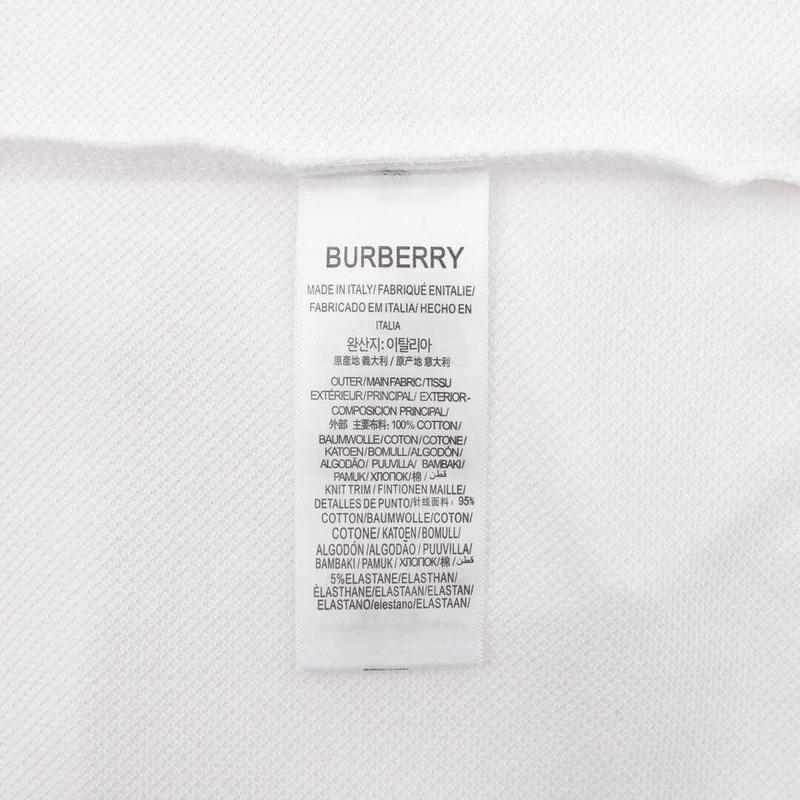 BURBERRY
MADE IN ITALY/ FABRIQUÉ ENITALIE/
FABRICADO EM ITALIA/ HECHO EN
ITALIA
완산지: 이탈리아
原產地 義大利 / 原产地 意大利
OUTER/MAIN FABRIC/TISSU
EXTÉRIEUR/PRINCIPAL/ EXTERIOR-
COMPOSICION PRINCIPAL/
外部 主要布料: 100% COTTON/
BAUMWOLLE/COTON/COTONE/
KATOEN/BOMULL/ALGODÓN/
ALGODÃO/ PUUVILLA/ BAMBAKI/
PAMUK/ХЛОПОК/棉/قطن/
KNIT TRIM / FINTIONEN MAILLE/
DETALLES DE PUNTO/针线面料: 95%
COTTON/BAUMWOLLE/COTON/
COTONE/ KATOEN/BOMULL/
ALGODÓN /ALGODÃO / PUUVILLA/
BAMBAKI / PAMUK / ХЛОПОК/棉/قطن/
5%ELASTANE/ELASTHAN/
ÈLASTHANE/ELASTAAN/ELASTAN/
ELASTANO/elestano/ELASTAAN/